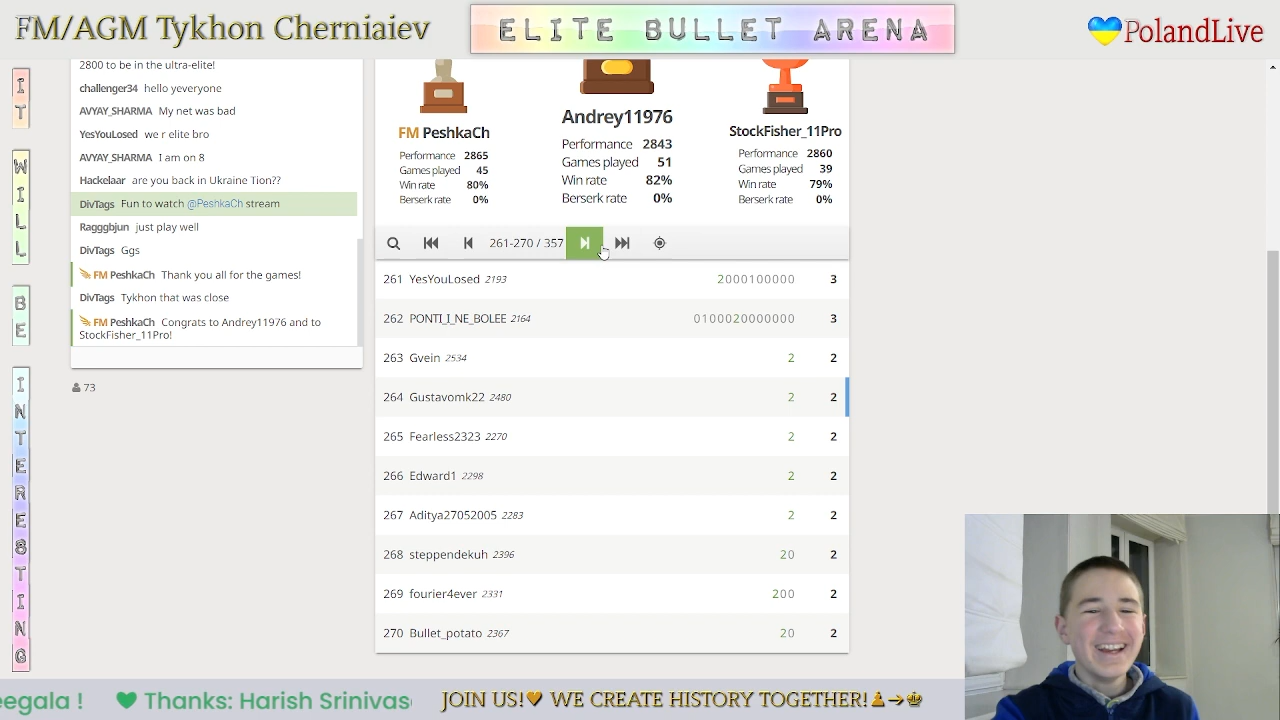 FM/AGM Tykhon Cherniaiev
ELITE BULLET ARENA
PolandLive
IT WILL BE INTERESTING
2800 to be in the ultra-elite!
challenger34 hello yeveryone
AVYAY_SHARMA My net was bad
YesYouLosed we r elite bro
AVYAY_SHARMA I am on 8
Hackelaar are you back in Ukraine Tion??
DivTags Fun to watch @PeshkaCh stream
Ragggbjun just play well
DivTags Ggs
FM PeshkaCh Thank you all for the games!
DivTags Tykhon that was close
FM PeshkaCh Congrats to Andrey11976 and to
StockFisher_11Pro!
73
FM PeshkaCh
Performance 2865
Games played 45
Win rate 80%
Berserk rate 0%
Andrey11976
Performance 2843
Games played 51
Win rate 82%
Berserk rate 0%
StockFisher_11Pro
Performance 2860
Games played 39
Win rate 79%
Berserk rate 0%
261-270 / 357
261 YesYouLosed 2193 2000100000 3
262 PONTI_I_NE_BOLEE 2164 0100020000000 3
263 Gvein 2534 2 2
264 Gustavomk22 2480 2 2
265 Fearless2323 2270 2 2
266 Edward1 2298 2 2
267 Aditya27052005 2283 2 2
268 steppendekuh 2396 20 2
269 fourier4ever 2331 200 2
270 Bullet_potato 2367 20 2
eegala ! Thanks: Harish Srinivas
JOIN US! WE CREATE HISTORY TOGETHER!